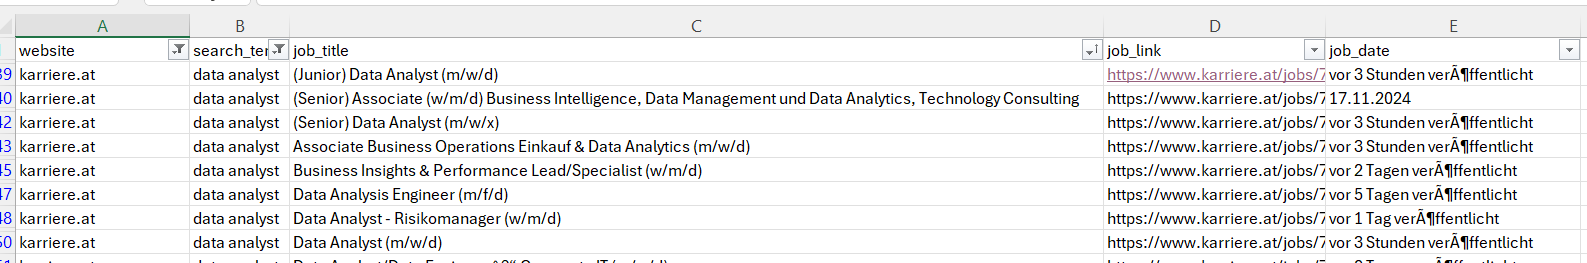 A B C D E
website search_ter job_title job_link job_date
39 karriere.at data analyst (Junior) Data Analyst (m/w/d) https://www.karriere.at/jobs/7 vor 3 Stunden verÃ¶ffentlicht
40 karriere.at data analyst (Senior) Associate (w/m/d) Business Intelligence, Data Management und Data Analytics, Technology Consulting https://www.karriere.at/jobs/7 17.11.2024
42 karriere.at data analyst (Senior) Data Analyst (m/w/x) https://www.karriere.at/jobs/7 vor 3 Stunden verÃ¶ffentlicht
43 karriere.at data analyst Associate Business Operations Einkauf & Data Analytics (m/w/d) https://www.karriere.at/jobs/7 vor 3 Stunden verÃ¶ffentlicht
45 karriere.at data analyst Business Insights & Performance Lead/Specialist (w/m/d) https://www.karriere.at/jobs/7 vor 2 Tagen verÃ¶ffentlicht
47 karriere.at data analyst Data Analysis Engineer (m/f/d) https://www.karriere.at/jobs/7 vor 5 Tagen verÃ¶ffentlicht
48 karriere.at data analyst Data Analyst - Risikomanager (w/m/d) https://www.karriere.at/jobs/7 vor 1 Tag verÃ¶ffentlicht
50 karriere.at data analyst Data Analyst (m/w/d) https://www.karriere.at/jobs/7 vor 3 Stunden verÃ¶ffentlicht